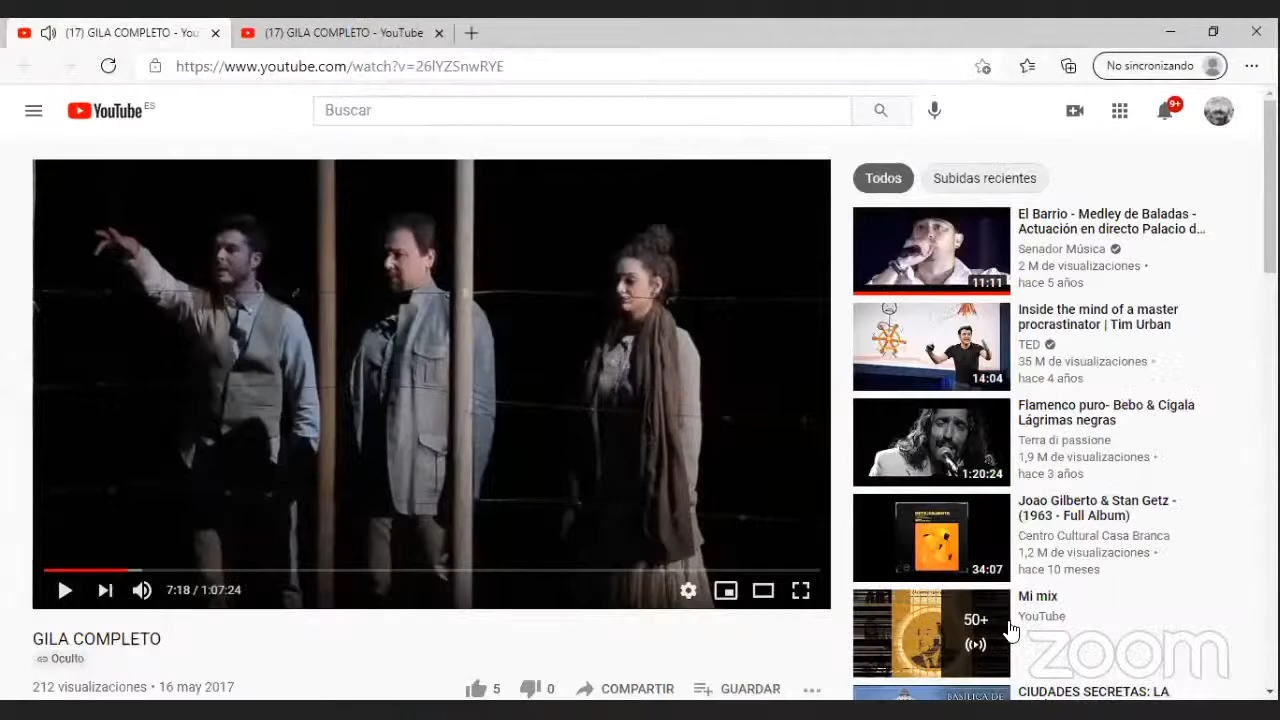 (17) GILA COMPLETO - You
(17) GILA COMPLETO - YouTube
https://www.youtube.com/watch?v=26lYZSnwRYE
No sincronizando
YouTube ES
Buscar
9+
Todos
Subidas recientes
El Barrio - Medley de Baladas -
Actuación en directo Palacio d...
Senador Música
2 M de visualizaciones •
hace 5 años
11:11
Inside the mind of a master
procrastinator | Tim Urban
TED
35 M de visualizaciones •
hace 4 años
14:04
Flamenco puro- Bebo & Cigala
Lágrimas negras
Terra di passione
1,9 M de visualizaciones •
hace 3 años
1:20:24
Joao Gilberto & Stan Getz -
(1963 - Full Album)
Centro Cultural Casa Branca
1,2 M de visualizaciones •
hace 10 meses
34:07
Mi mix
YouTube
50+
CIUDADES SECRETAS: LA
BASÍLICA DE
7:18 / 1:07:24
GILA COMPLETO
Oculto
212 visualizaciones • 16 may 2017
5
0
COMPARTIR
GUARDAR
zoom